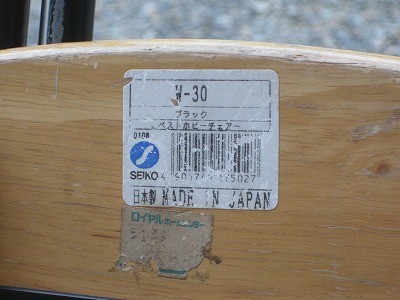 W-30
ブラック
ベストホビーチェアー
0108
SEIKO
日本製 MADE IN JAPAN
ロイヤルホームセンター